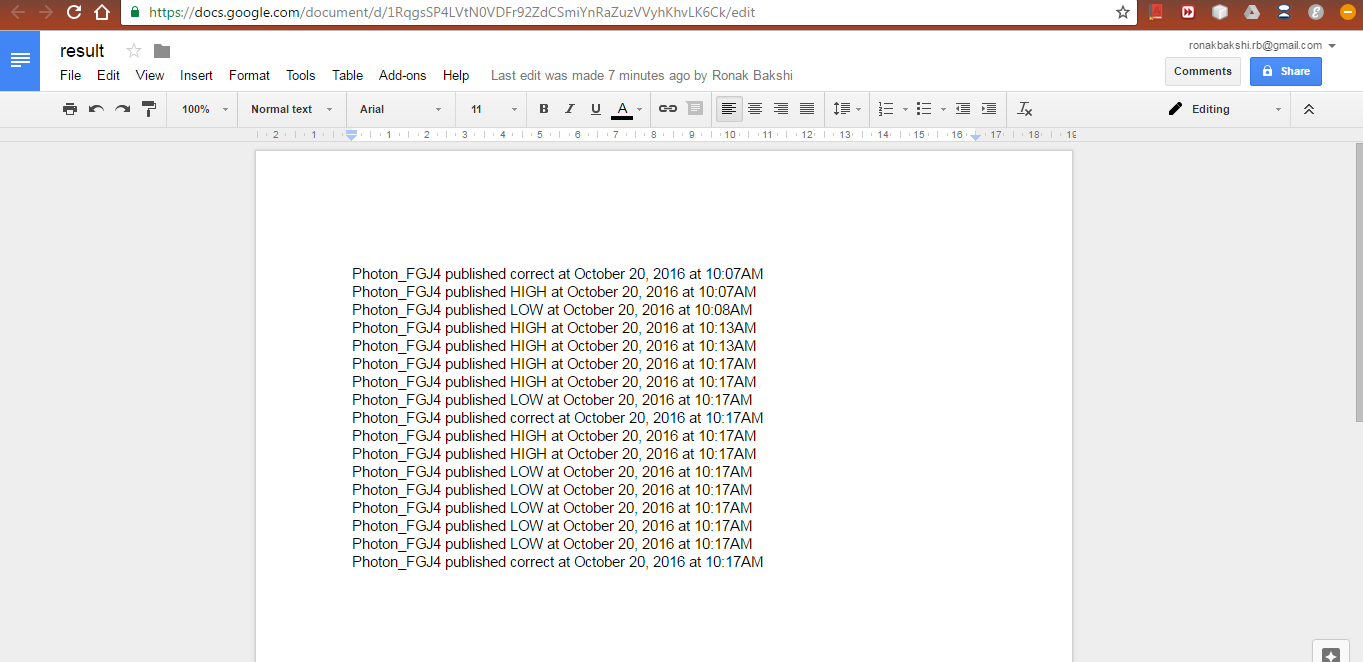 https://docs.google.com/document/d/1RqgsSP4LVtN0VDFr92ZdCSmiYnRaZuzVVyhKhvLK6Ck/edit
result
ronakbakshi.rb@gmail.com
File Edit View Insert Format Tools Table Add-ons Help Last edit was made 7 minutes ago by Ronak Bakshi
Comments Share
100% Normal text Arial 11 B I U A Editing
2 1 1 2 3 4 5 6 7 8 9 10 11 12 13 14 15 16 17 18 19
Photon_FGJ4 published correct at October 20, 2016 at 10:07AM
Photon_FGJ4 published HIGH at October 20, 2016 at 10:07AM
Photon_FGJ4 published LOW at October 20, 2016 at 10:08AM
Photon_FGJ4 published HIGH at October 20, 2016 at 10:13AM
Photon_FGJ4 published HIGH at October 20, 2016 at 10:13AM
Photon_FGJ4 published HIGH at October 20, 2016 at 10:17AM
Photon_FGJ4 published HIGH at October 20, 2016 at 10:17AM
Photon_FGJ4 published LOW at October 20, 2016 at 10:17AM
Photon_FGJ4 published correct at October 20, 2016 at 10:17AM
Photon_FGJ4 published HIGH at October 20, 2016 at 10:17AM
Photon_FGJ4 published HIGH at October 20, 2016 at 10:17AM
Photon_FGJ4 published LOW at October 20, 2016 at 10:17AM
Photon_FGJ4 published LOW at October 20, 2016 at 10:17AM
Photon_FGJ4 published LOW at October 20, 2016 at 10:17AM
Photon_FGJ4 published LOW at October 20, 2016 at 10:17AM
Photon_FGJ4 published LOW at October 20, 2016 at 10:17AM
Photon_FGJ4 published correct at October 20, 2016 at 10:17AM